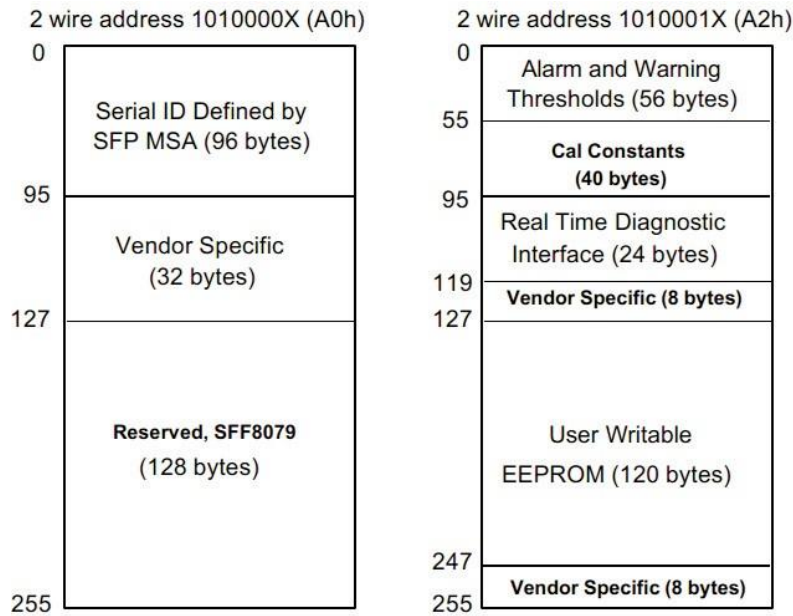 2 wire address 1010000X (A0h)
0
Serial ID Defined by
SFP MSA (96 bytes)
95
Vendor Specific
(32 bytes)
127
Reserved, SFF8079
(128 bytes)
255
2 wire address 1010001X (A2h)
0
Alarm and Warning
Thresholds (56 bytes)
55
Cal Constants
(40 bytes)
95
Real Time Diagnostic
Interface (24 bytes)
119
Vendor Specific (8 bytes)
127
User Writable
EEPROM (120 bytes)
247
Vendor Specific (8 bytes)
255